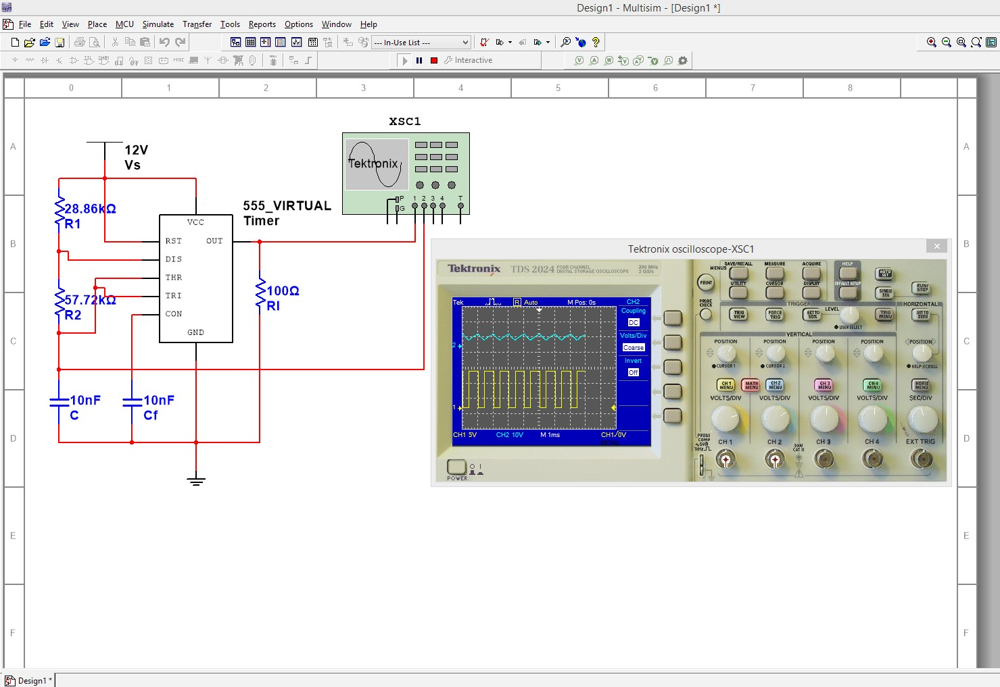 Design1 - Multisim - [Design1 *]
File Edit View Place MCU Simulate Transfer Tools Reports Options Window Help
--- In-Use List ---
Interactive
0 1 2 3 4 5 6 7 8
A
B
C
D
E
F
XSC1
Tektronix
P G 1 2 3 4 T
12V
Vs
28.86kΩ
R1
57.72kΩ
R2
555_VIRTUAL
Timer
VCC
RST OUT
DIS
THR
TRI
CON
GND
100Ω
Rl
10nF
C
10nF
Cf
Tektronix oscilloscope-XSC1
Tektronix TDS 2024 FOUR CHANNEL
DIGITAL STORAGE OSCILLOSCOPE
200 MHz
2 GS/s
Tek R Auto M Pos: 0s CH2
Coupling
DC
Volts/Div
Coarse
Invert
Off
2
1
CH1 5V CH2 10V M 1ms CH1 / 0V
POWER
MENUS
SAVE/RECALL MEASURE ACQUIRE HELP
AUTO SET
PRINT
UTILITY CURSOR DISPLAY DEFAULT SETUP
SINGLE SEQ
RUN/STOP
PROBE CHECK
TRIGGER
HORIZONTAL
TRIG VIEW
FORCE TRIG
SET TO 50%
LEVEL
USER SELECT
TRIG MENU
SET TO ZERO
VERTICAL
POSITION POSITION POSITION POSITION POSITION
CURSOR 1 CURSOR 2 HELP SCROLL
CH 1 MENU
MATH MENU
CH 2 MENU
CH 3 MENU
CH 4 MENU
HORIZ MENU
VOLTS/DIV VOLTS/DIV VOLTS/DIV VOLTS/DIV SEC/DIV
PROBE COMP
~5V
1kHz
CH 1 CH 2 300V CAT II CH 3 CH 4 EXT TRIG
A
B
C
D
E
F
Design1 *